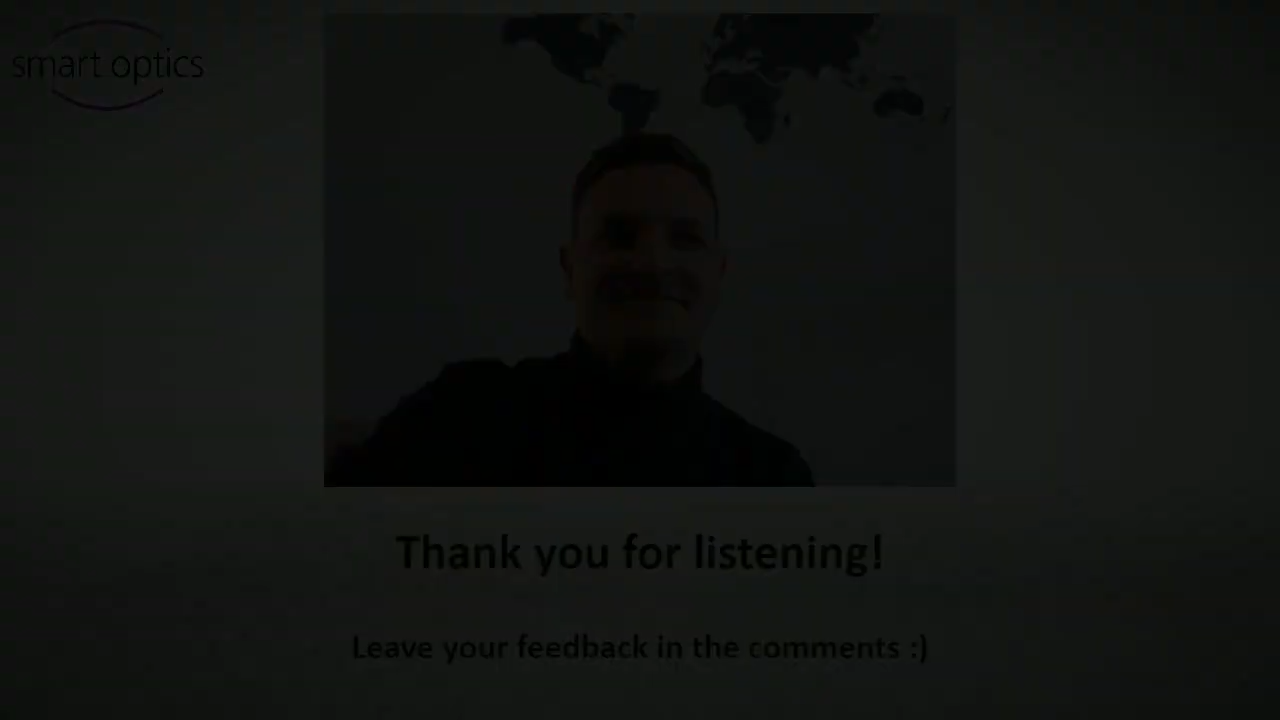 smart optics
Thank you for listening!
Leave your feedback in the comments :)